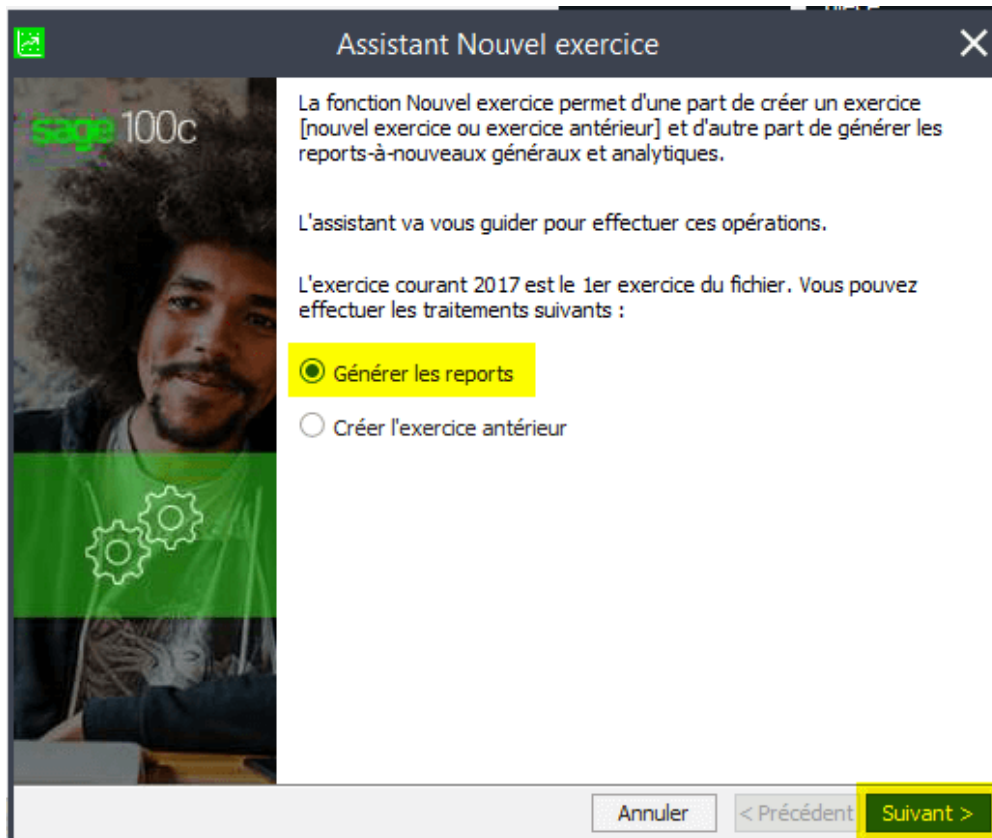 Assistant Nouvel exercice
sage 100c
La fonction Nouvel exercice permet d'une part de créer un exercice
[nouvel exercice ou exercice antérieur] et d'autre part de générer les
reports-à-nouveaux généraux et analytiques.
L'assistant va vous guider pour effectuer ces opérations.
L'exercice courant 2017 est le 1er exercice du fichier. Vous pouvez
effectuer les traitements suivants :
Générer les reports
Créer l'exercice antérieur
Annuler
< Précédent
Suivant >